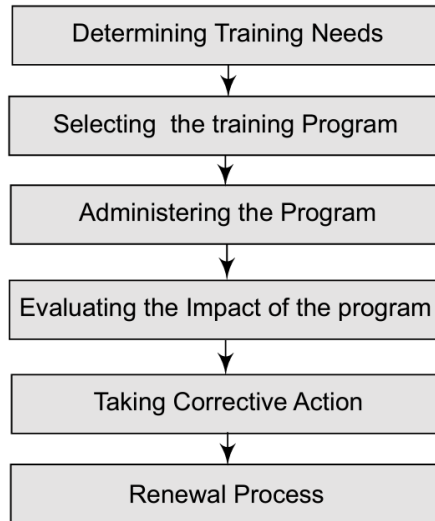 Determining Training Needs
Selecting the training Program
Administering the Program
Evaluating the Impact of the program
Taking Corrective Action
Renewal Process